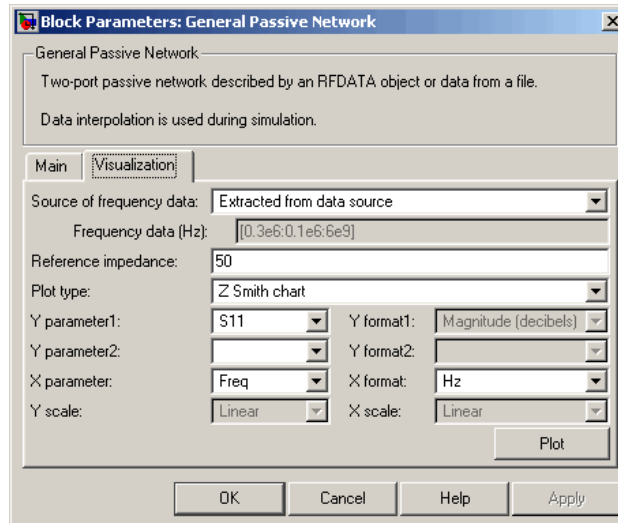 Block Parameters: General Passive Network
General Passive Network
Two-port passive network described by an RFDATA object or data from a file.
Data interpolation is used during simulation.
Main Visualization
Source of frequency data: Extracted from data source
Frequency data (Hz): [0.3e6:0.1e6:6e9]
Reference impedance: 50
Plot type: Z Smith chart
Y parameter1: S11 Y format1: Magnitude (decibels)
Y parameter2: Y format2:
X parameter: Freq X format: Hz
Y scale: Linear X scale: Linear
Plot
OK Cancel Help Apply